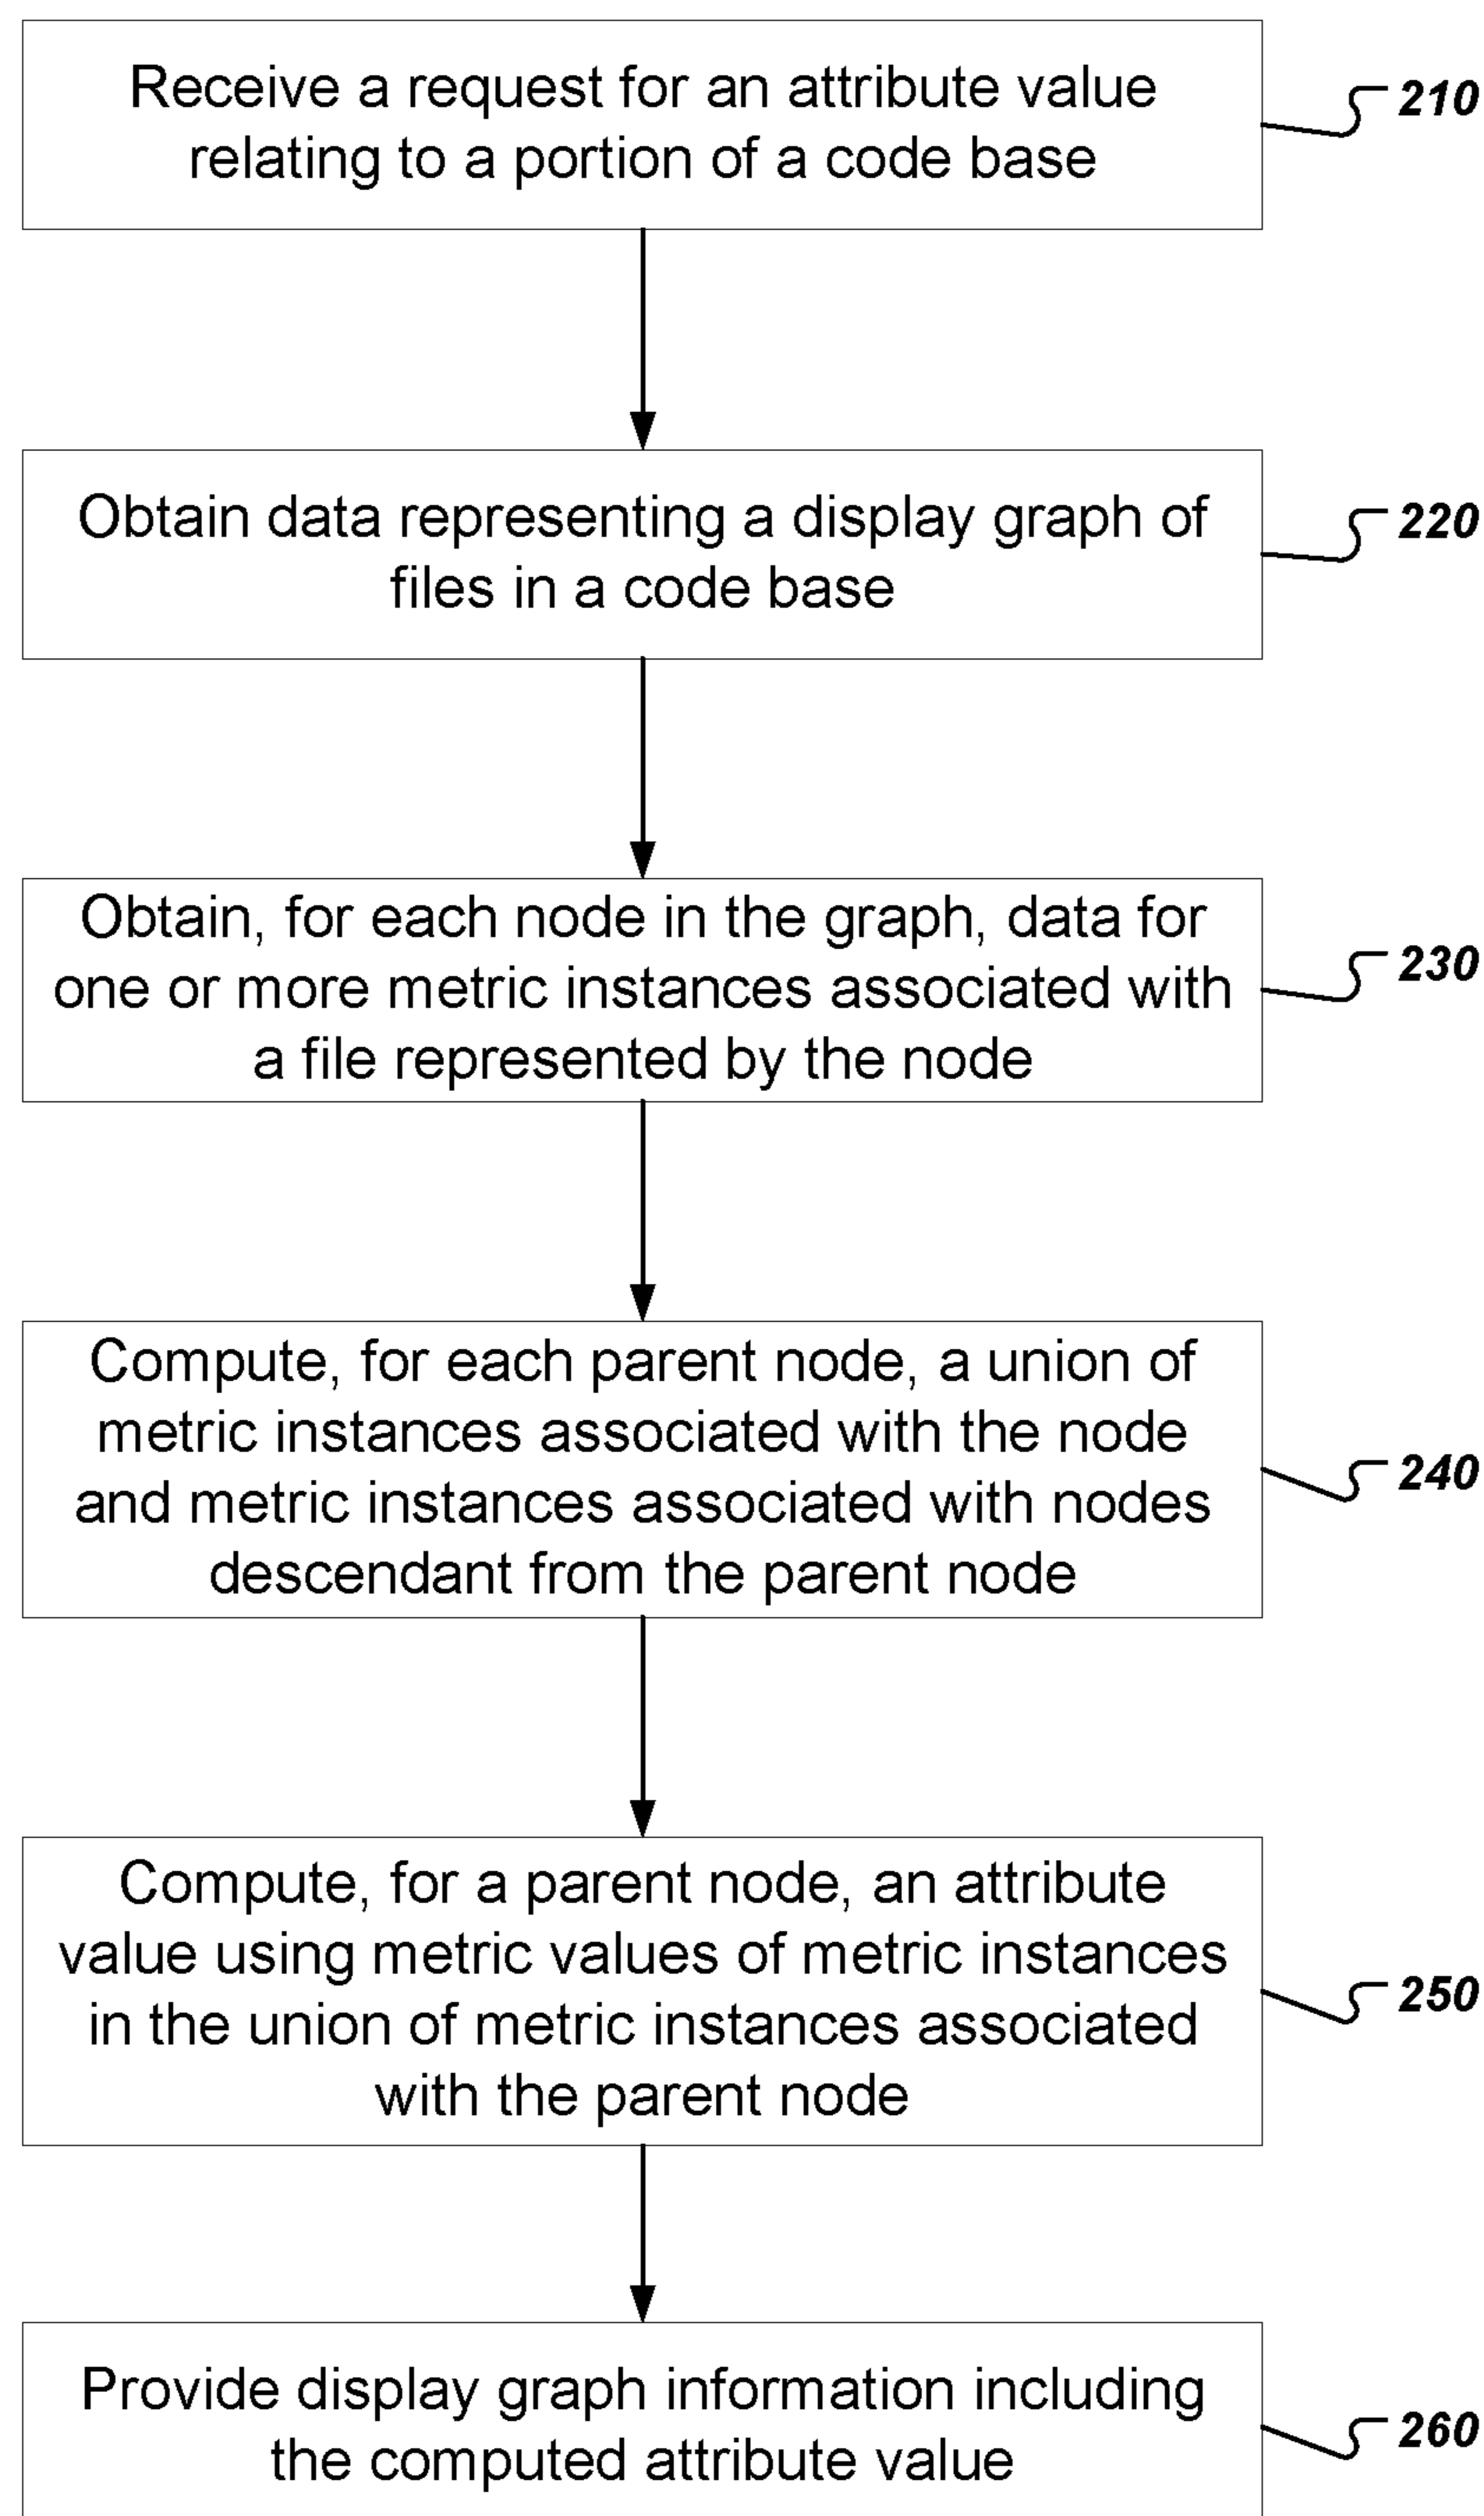 Receive a request for an attribute value
relating to a portion of a code base
210
Obtain data representing a display graph of
files in a code base
220
Obtain, for each node in the graph, data for
one or more metric instances associated with
a file represented by the node
230
Compute, for each parent node, a union of
metric instances associated with the node
and metric instances associated with nodes
descendant from the parent node
240
Compute, for a parent node, an attribute
value using metric values of metric instances
in the union of metric instances associated
with the parent node
250
Provide display graph information including
the computed attribute value
260